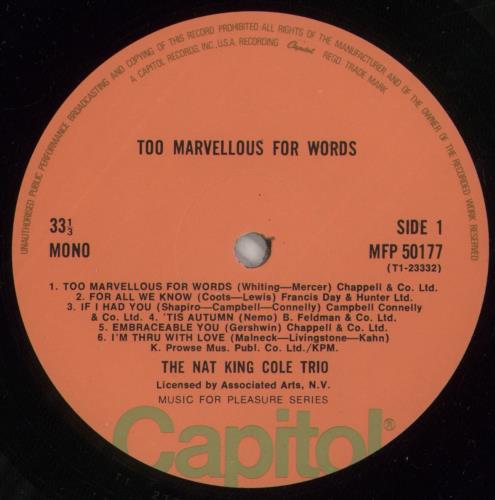 UNAUTHORISED PUBLIC PERFORMANCE BROADCASTING AND COPYING OF THIS RECORD PROHIBITED ALL RIGHTS OF THE MANUFACTURER AND OF THE OWNER OF THE RECORDED WORK RESERVED
A CAPITOL RECORDS, INC., U.S.A. RECORDING Capitol REGD TRADE MARK
TOO MARVELLOUS FOR WORDS
33⅓ SIDE 1
MONO MFP 50177
(T1-23332)
1. TOO MARVELLOUS FOR WORDS (Whiting—Mercer) Chappell & Co. Ltd.
2. FOR ALL WE KNOW (Coots—Lewis) Francis Day & Hunter Ltd.
3. IF I HAD YOU (Shapiro—Campbell—Connelly) Campbell Connelly
& Co. Ltd. 4. 'TIS AUTUMN (Nemo) B. Feldman & Co. Ltd.
5. EMBRACEABLE YOU (Gershwin) Chappell & Co. Ltd.
6. I'M THRU WITH LOVE (Malneck—Livingstone—Kahn)
K. Prowse Mus. Publ. Co. Ltd./KPM.
THE NAT KING COLE TRIO
Licensed by Associated Arts, N.V.
MUSIC FOR PLEASURE SERIES
Capitol®